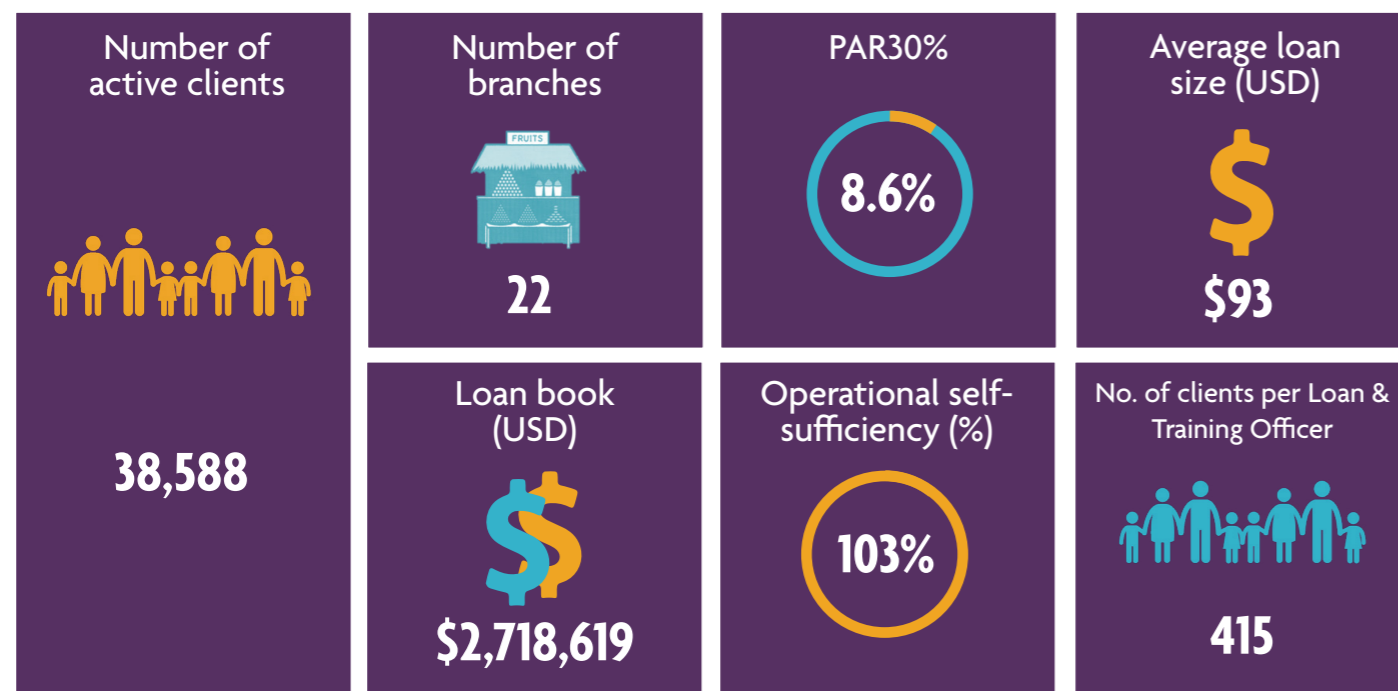 Number of
active clients
38,588
Number of
branches
FRUITS
22
PAR30%
8.6%
Average loan
size (USD)
$93
Loan book
(USD)
$2,718,619
Operational self-
sufficiency (%)
103%
No. of clients per Loan &
Training Officer
415